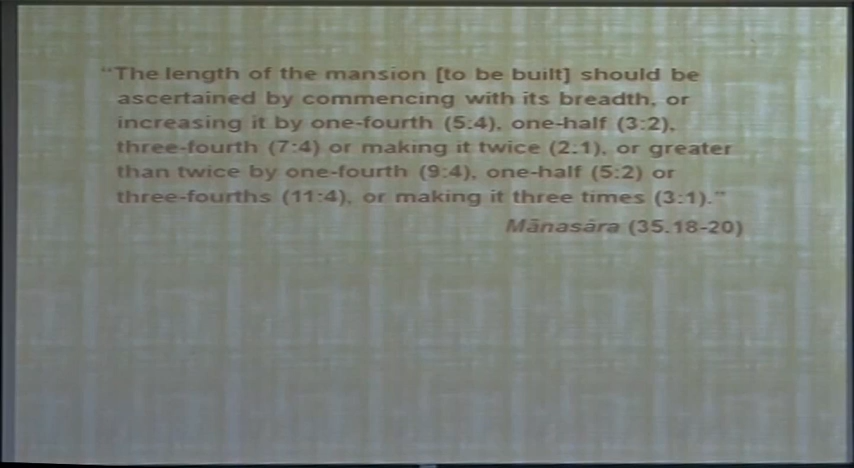 “The length of the mansion [to be built] should be
ascertained by commencing with its breadth, or
increasing it by one-fourth (5:4), one-half (3:2),
three-fourth (7:4) or making it twice (2:1), or greater
than twice by one-fourth (9:4), one-half (5:2) or
three-fourths (11:4), or making it three times (3:1).”
Mānasāra (35.18-20)